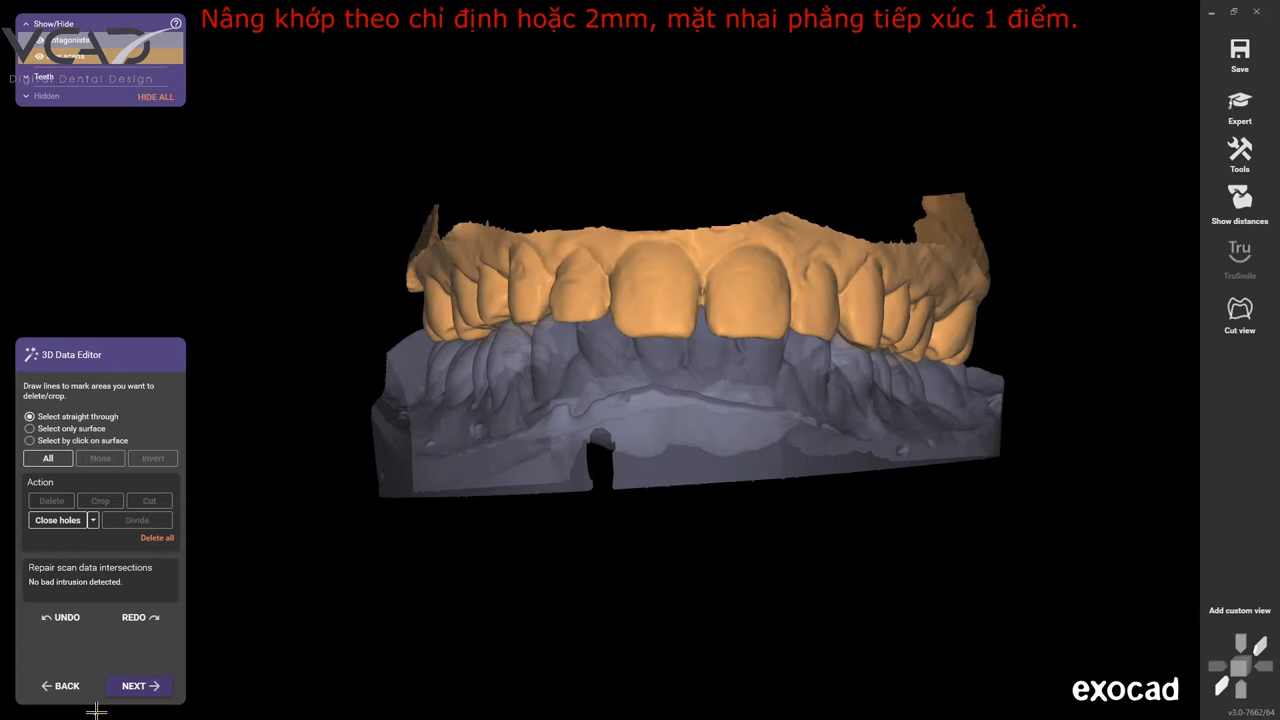 Nâng khớp theo chỉ định hoặc 2mm, mặt nhai phẳng tiếp xúc 1 điểm.
Show/Hide
VCAD
Digital Dental Design
Teeth
Hidden
HIDE ALL
3D Data Editor
Draw lines to mark areas you want to
delete/crop.
Select straight through
Select only surface
Select by click on surface
All
None
Invert
Action
Delete
Crop
Cut
Close holes
Divide
Delete all
Repair scan data intersections
No bad intrusion detected.
UNDO
REDO
BACK
NEXT
Save
Expert
Tools
Show distances
Tru
TruSmile
Cut view
Add custom view
exocad
v3.0-7662/64